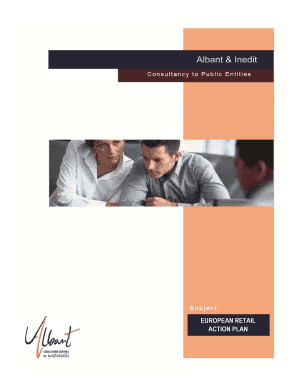 Albant & Inedit
Consultancy to Public Entities
Subject
EUROPEAN RETAIL
ACTION PLAN
Albant